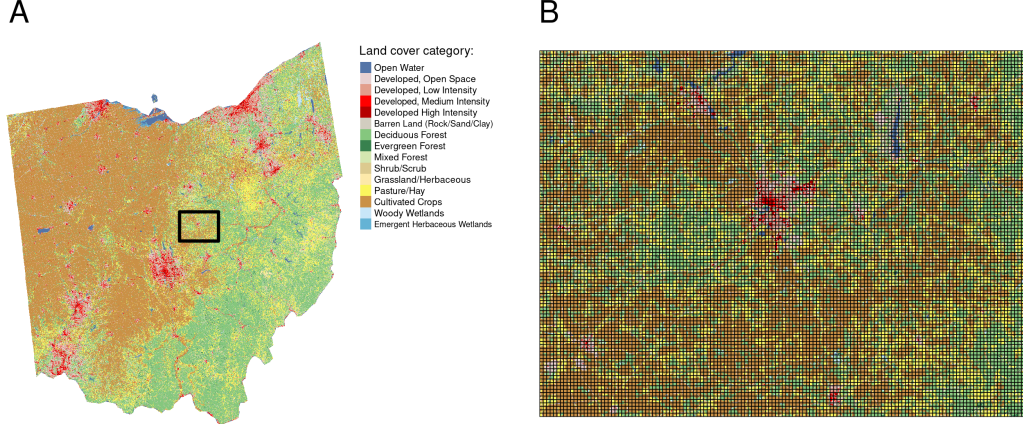 A
B
Land cover category:
Open Water
Developed, Open Space
Developed, Low Intensity
Developed, Medium Intensity
Developed High Intensity
Barren Land (Rock/Sand/Clay)
Deciduous Forest
Evergreen Forest
Mixed Forest
Shrub/Scrub
Grassland/Herbaceous
Pasture/Hay
Cultivated Crops
Woody Wetlands
Emergent Herbaceous Wetlands